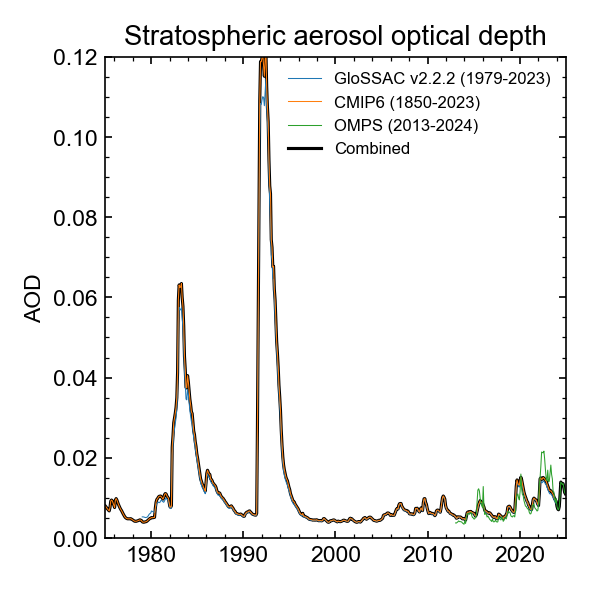 Stratospheric aerosol optical depth
0.12
0.10
0.08
0.06
0.04
0.02
0.00
AOD
GloSSAC v2.2.2 (1979-2023)
CMIP6 (1850-2023)
OMPS (2013-2024)
Combined
1980 1990 2000 2010 2020